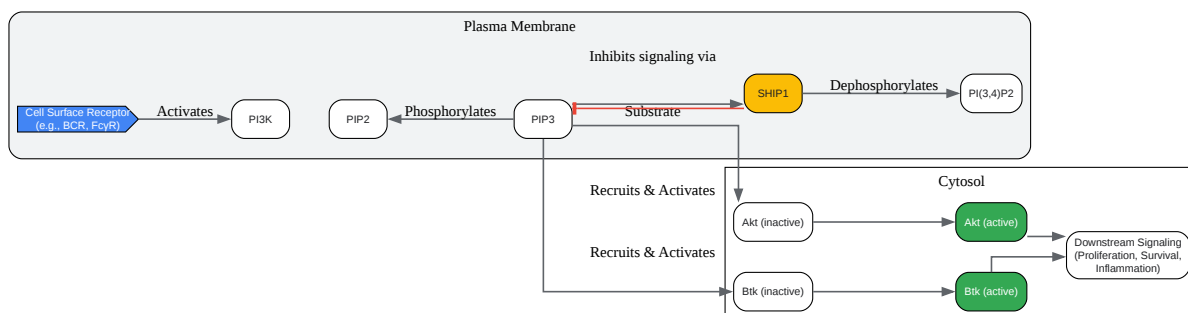 Plasma Membrane
Inhibits signaling via
Cell Surface Receptor
(e.g., BCR, FcγR)
Activates
PI3K
PIP2
Phosphorylates
PIP3
Substrate
SHIP1
Dephosphorylates
PI(3,4)P2
Cytosol
Recruits & Activates
Akt (inactive)
Akt (active)
Recruits & Activates
Btk (inactive)
Btk (active)
Downstream Signaling
(Proliferation, Survival,
Inflammation)